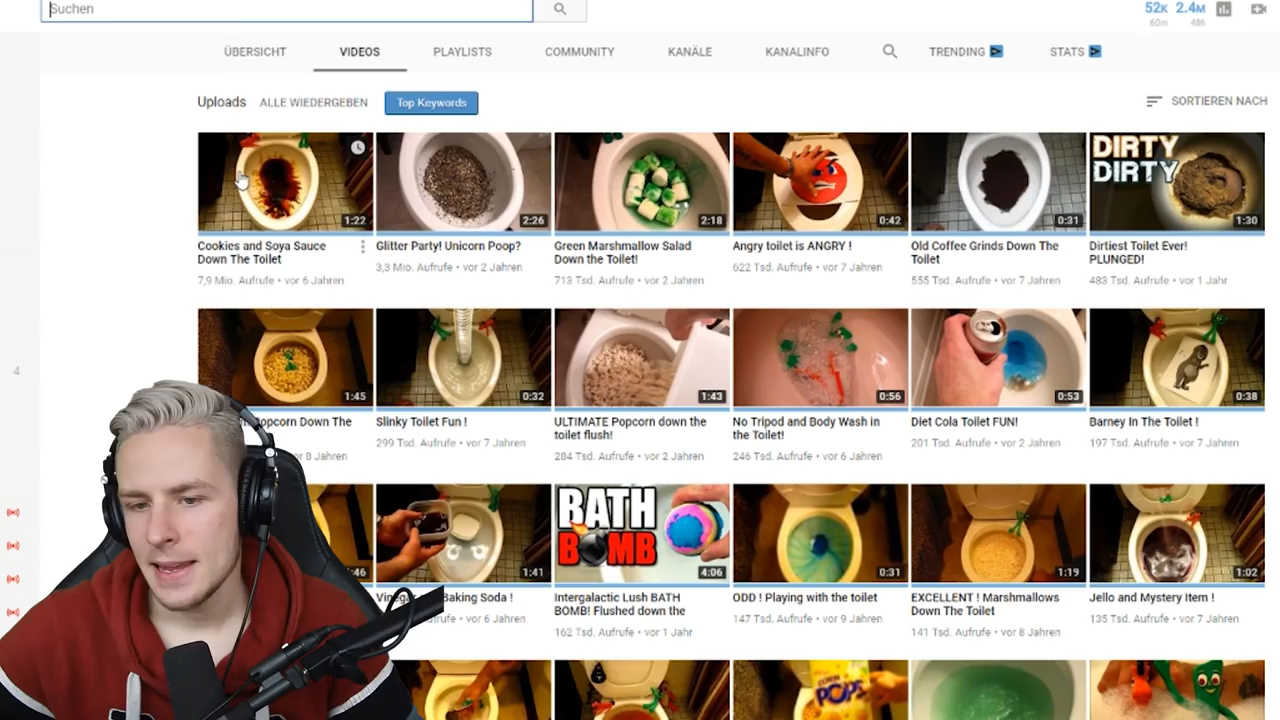 Suchen
52K 2.4M
60m 48h
ÜBERSICHT VIDEOS PLAYLISTS COMMUNITY KANÄLE KANALINFO TRENDING STATS
Uploads ALLE WIEDERGEBEN Top Keywords SORTIEREN NACH
DIRTY
DIRTY
1:22 2:26 2:18 0:42 0:31 1:30
Cookies and Soya Sauce
Down The Toilet
7,9 Mio. Aufrufe • vor 6 Jahren
Glitter Party! Unicorn Poop?
3,3 Mio. Aufrufe • vor 2 Jahren
Green Marshmallow Salad
Down the Toilet!
713 Tsd. Aufrufe • vor 2 Jahren
Angry toilet is ANGRY !
622 Tsd. Aufrufe • vor 7 Jahren
Old Coffee Grinds Down The
Toilet
555 Tsd. Aufrufe • vor 7 Jahren
Dirtiest Toilet Ever!
PLUNGED!
483 Tsd. Aufrufe • vor 1 Jahr
4
1:45 0:32 1:43 0:56 0:53 0:38
Popcorn Down The
vor 8 Jahren
Slinky Toilet Fun !
299 Tsd. Aufrufe • vor 7 Jahren
ULTIMATE Popcorn down the
toilet flush!
284 Tsd. Aufrufe • vor 2 Jahren
No Tripod and Body Wash in
the Toilet!
246 Tsd. Aufrufe • vor 6 Jahren
Diet Cola Toilet FUN!
201 Tsd. Aufrufe • vor 2 Jahren
Barney In The Toilet !
197 Tsd. Aufrufe • vor 7 Jahren
BATH
BOMB
:46 1:41 4:06 0:31 1:19 1:02
Baking Soda !
vor 6 Jahren
Intergalactic Lush BATH
BOMB! Flushed down the
162 Tsd. Aufrufe • vor 1 Jahr
ODD ! Playing with the toilet
147 Tsd. Aufrufe • vor 9 Jahren
EXCELLENT ! Marshmallows
Down The Toilet
141 Tsd. Aufrufe • vor 8 Jahren
Jello and Mystery Item !
135 Tsd. Aufrufe • vor 7 Jahren
POPS